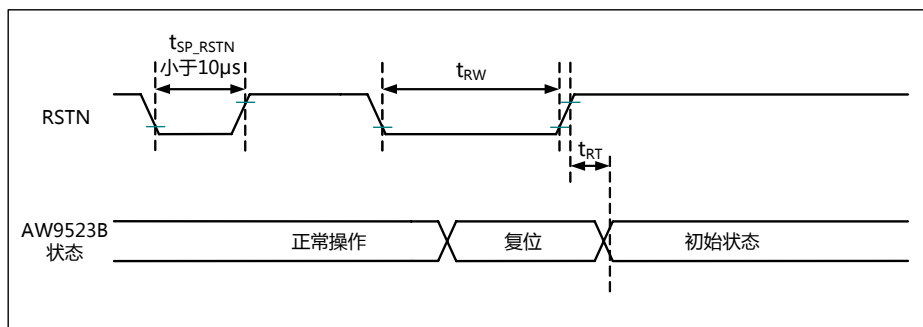 tSP_RSTN
小于10μs
tRW
RSTN
tRT
AW9523B
状态
正常操作
复位
初始状态